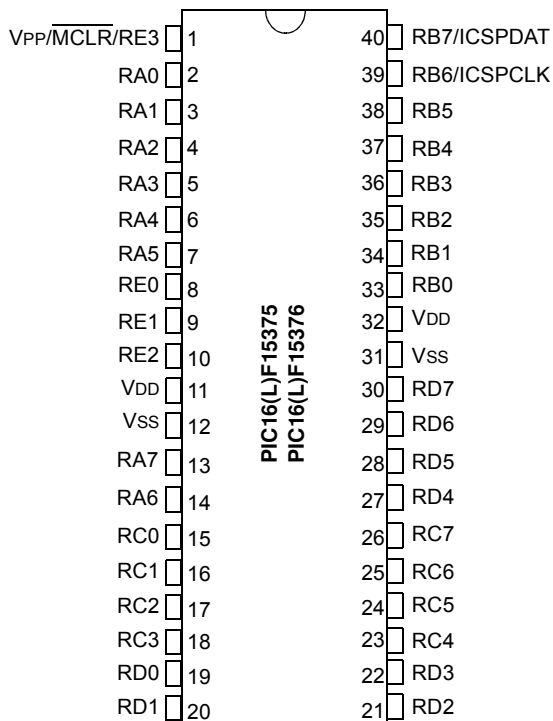 VPP/MCLR/RE3 1 40 RB7/ICSPDAT
RA0 2 39 RB6/ICSPCLK
RA1 3 38 RB5
RA2 4 37 RB4
RA3 5 36 RB3
RA4 6 35 RB2
RA5 7 34 RB1
RE0 8 33 RB0
RE1 9 32 VDD
RE2 10 31 VSS
VDD 11 30 RD7
VSS 12 29 RD6
RA7 13 28 RD5
RA6 14 27 RD4
RC0 15 26 RC7
RC1 16 25 RC6
RC2 17 24 RC5
RC3 18 23 RC4
RD0 19 22 RD3
RD1 20 21 RD2
PIC16(L)F15375
PIC16(L)F15376